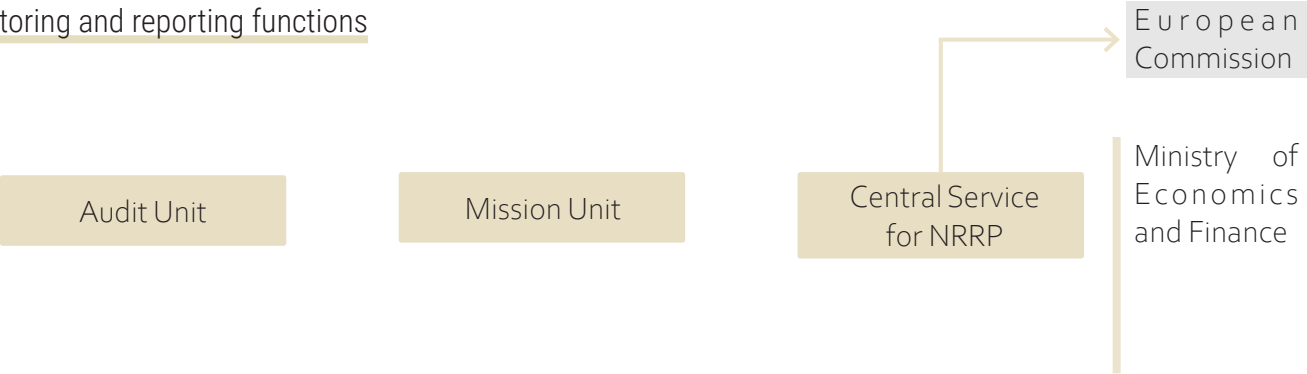 toring and reporting functions
European
Commission
Audit Unit
Mission Unit
Central Service
for NRRP
Ministry of
Economics
and Finance